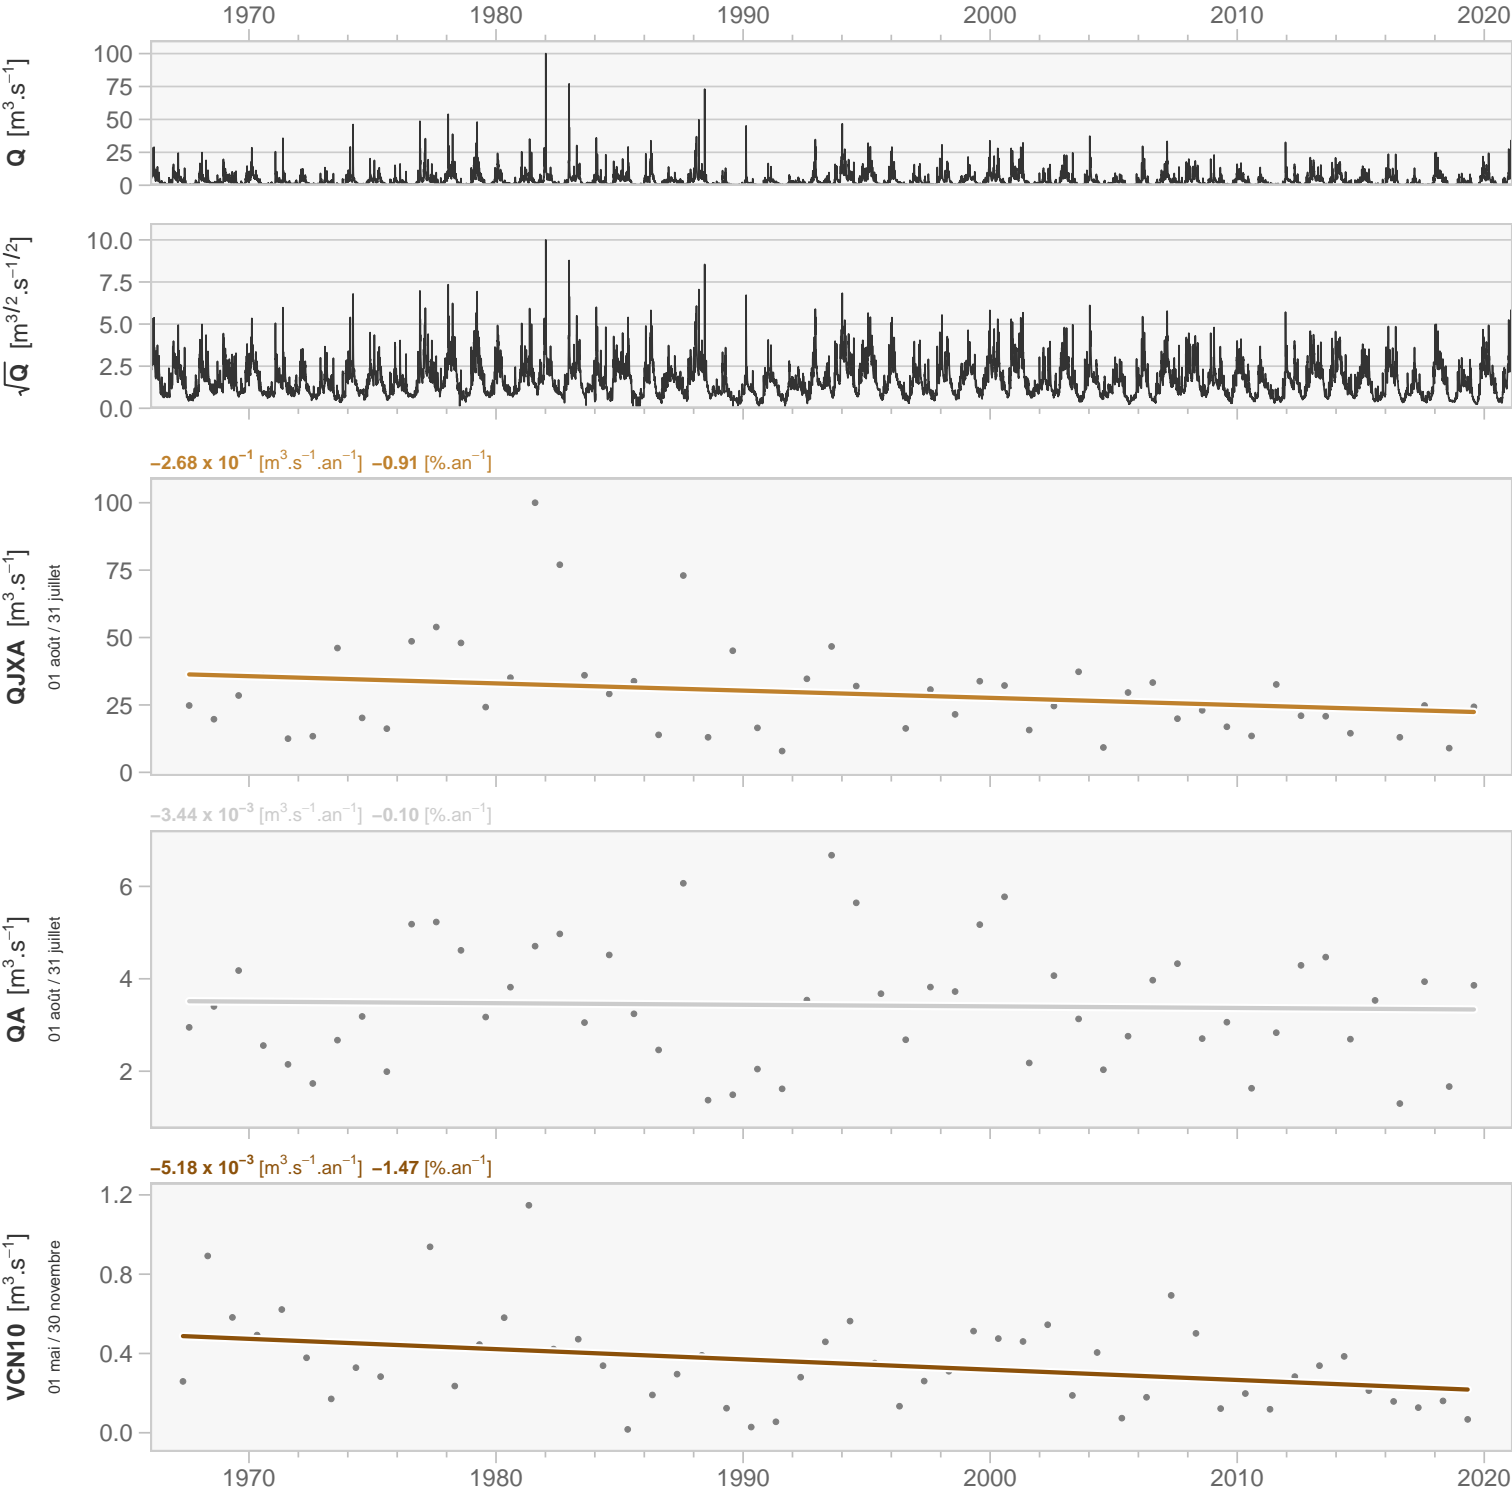 1970 1980 1990 2000 2010 2020
Q [m³.s⁻¹]
100
75
50
25
0
√Q [m³ᐟ².s⁻¹ᐟ²]
10.0
7.5
5.0
2.5
0.0
−2.68 x 10⁻¹ [m³.s⁻¹.an⁻¹] −0.91 [%.an⁻¹]
QJXA [m³.s⁻¹]
01 août / 31 juillet
100
75
50
25
0
−3.44 x 10⁻³ [m³.s⁻¹.an⁻¹] −0.10 [%.an⁻¹]
QA [m³.s⁻¹]
01 août / 31 juillet
6
4
2
−5.18 x 10⁻³ [m³.s⁻¹.an⁻¹] −1.47 [%.an⁻¹]
VCN10 [m³.s⁻¹]
01 mai / 30 novembre
1.2
0.8
0.4
0.0
1970 1980 1990 2000 2010 2020